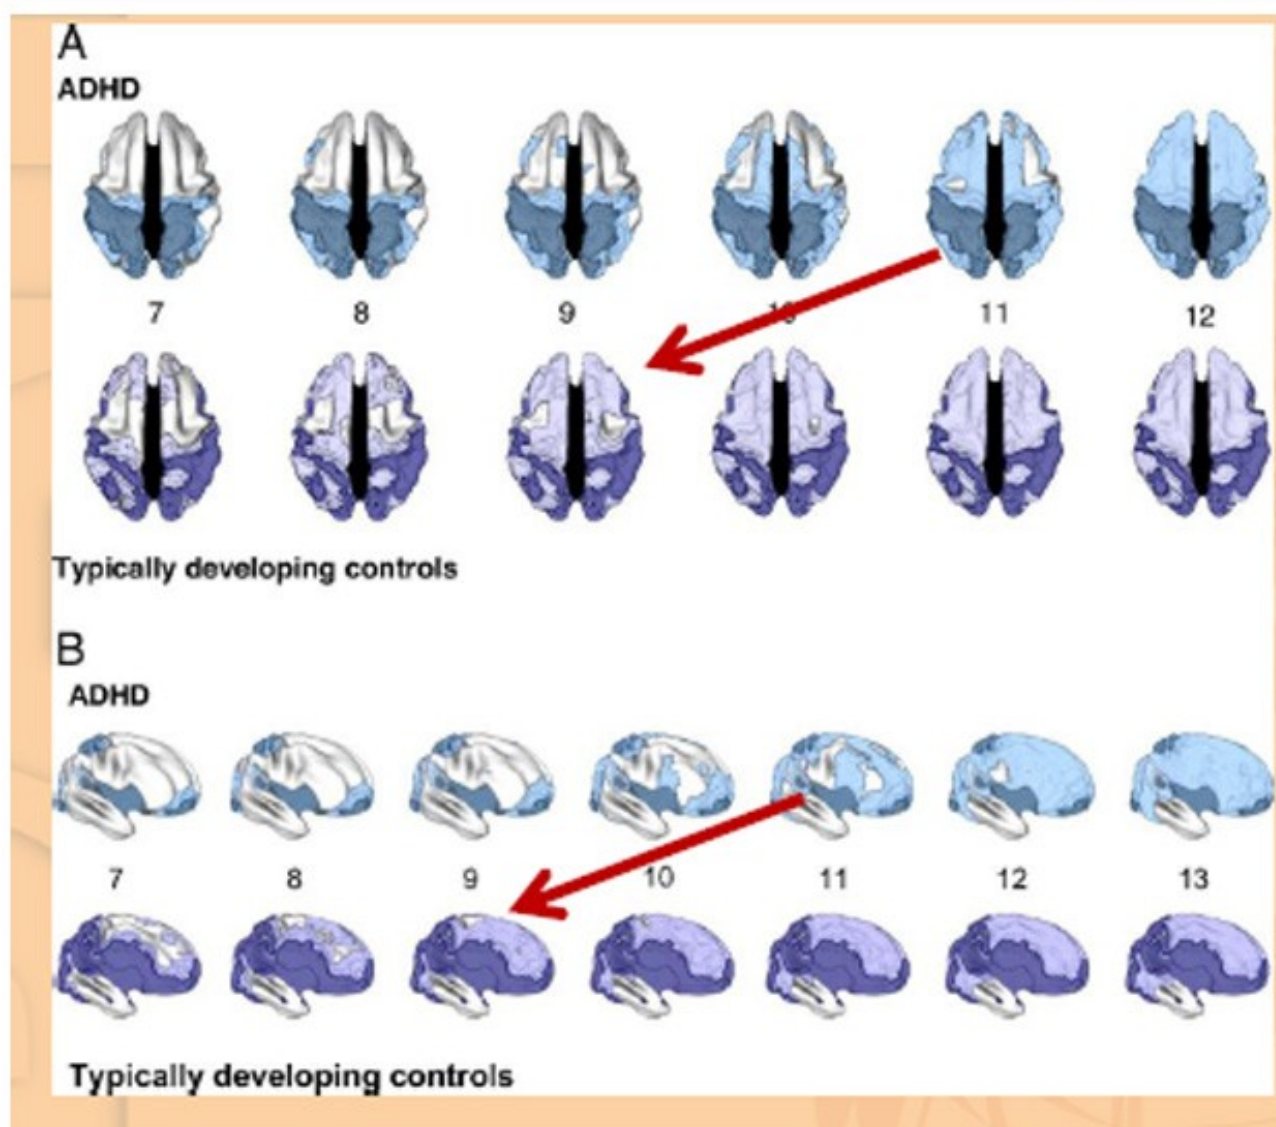 A
ADHD
7 8 9 10 11 12
Typically developing controls
B
ADHD
7 8 9 10 11 12 13
Typically developing controls